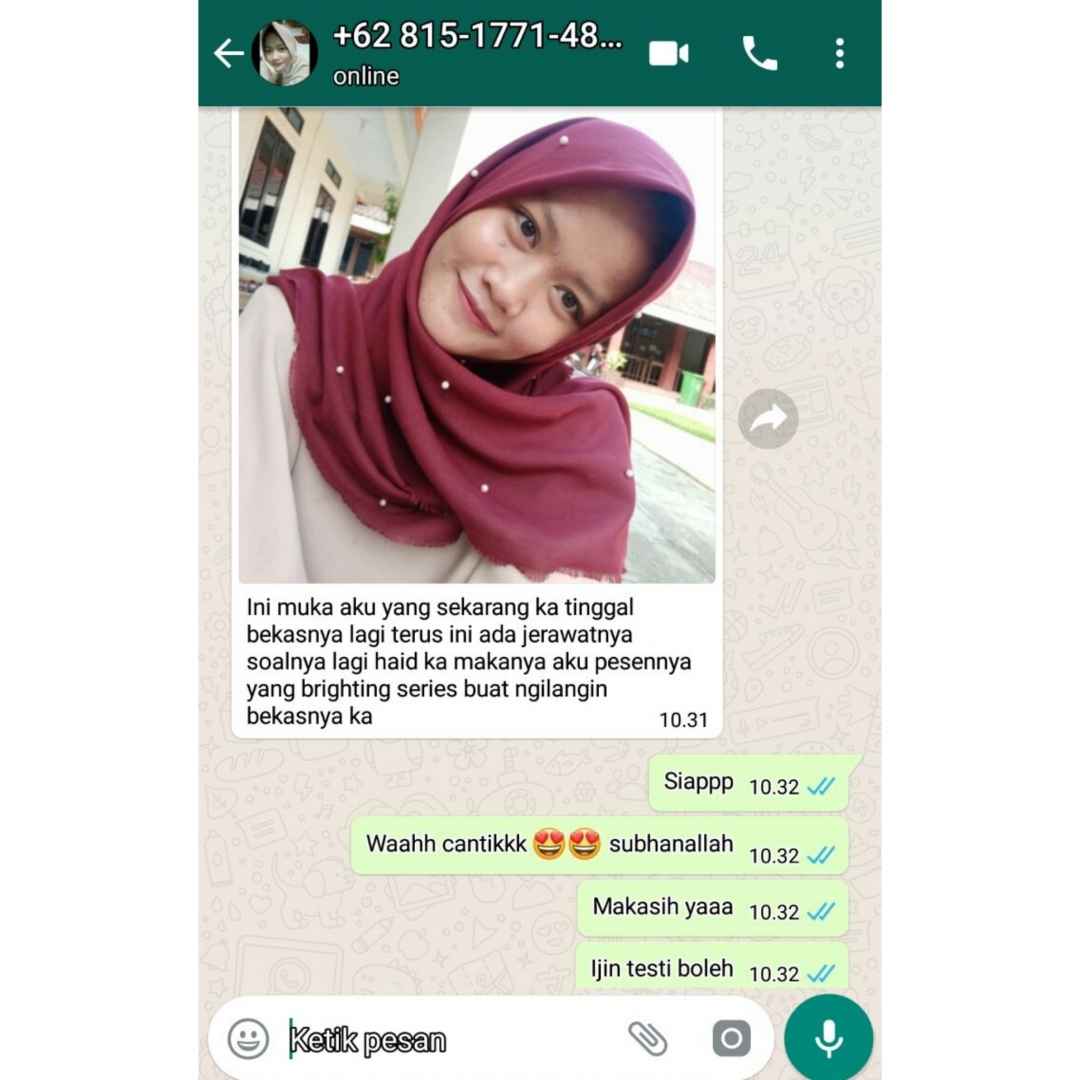 +62 815-1771-48...
online
Ini muka aku yang sekarang ka tinggal
bekasnya lagi terus ini ada jerawatnya
soalnya lagi haid ka makanya aku pesennya
yang brighting series buat ngilangin
bekasnya ka
10.31
Siappp 10.32
Waahh cantikkk 😍😍 subhanallah 10.32
Makasih yaaa 10.32
Ijin testi boleh 10.32
Ketik pesan